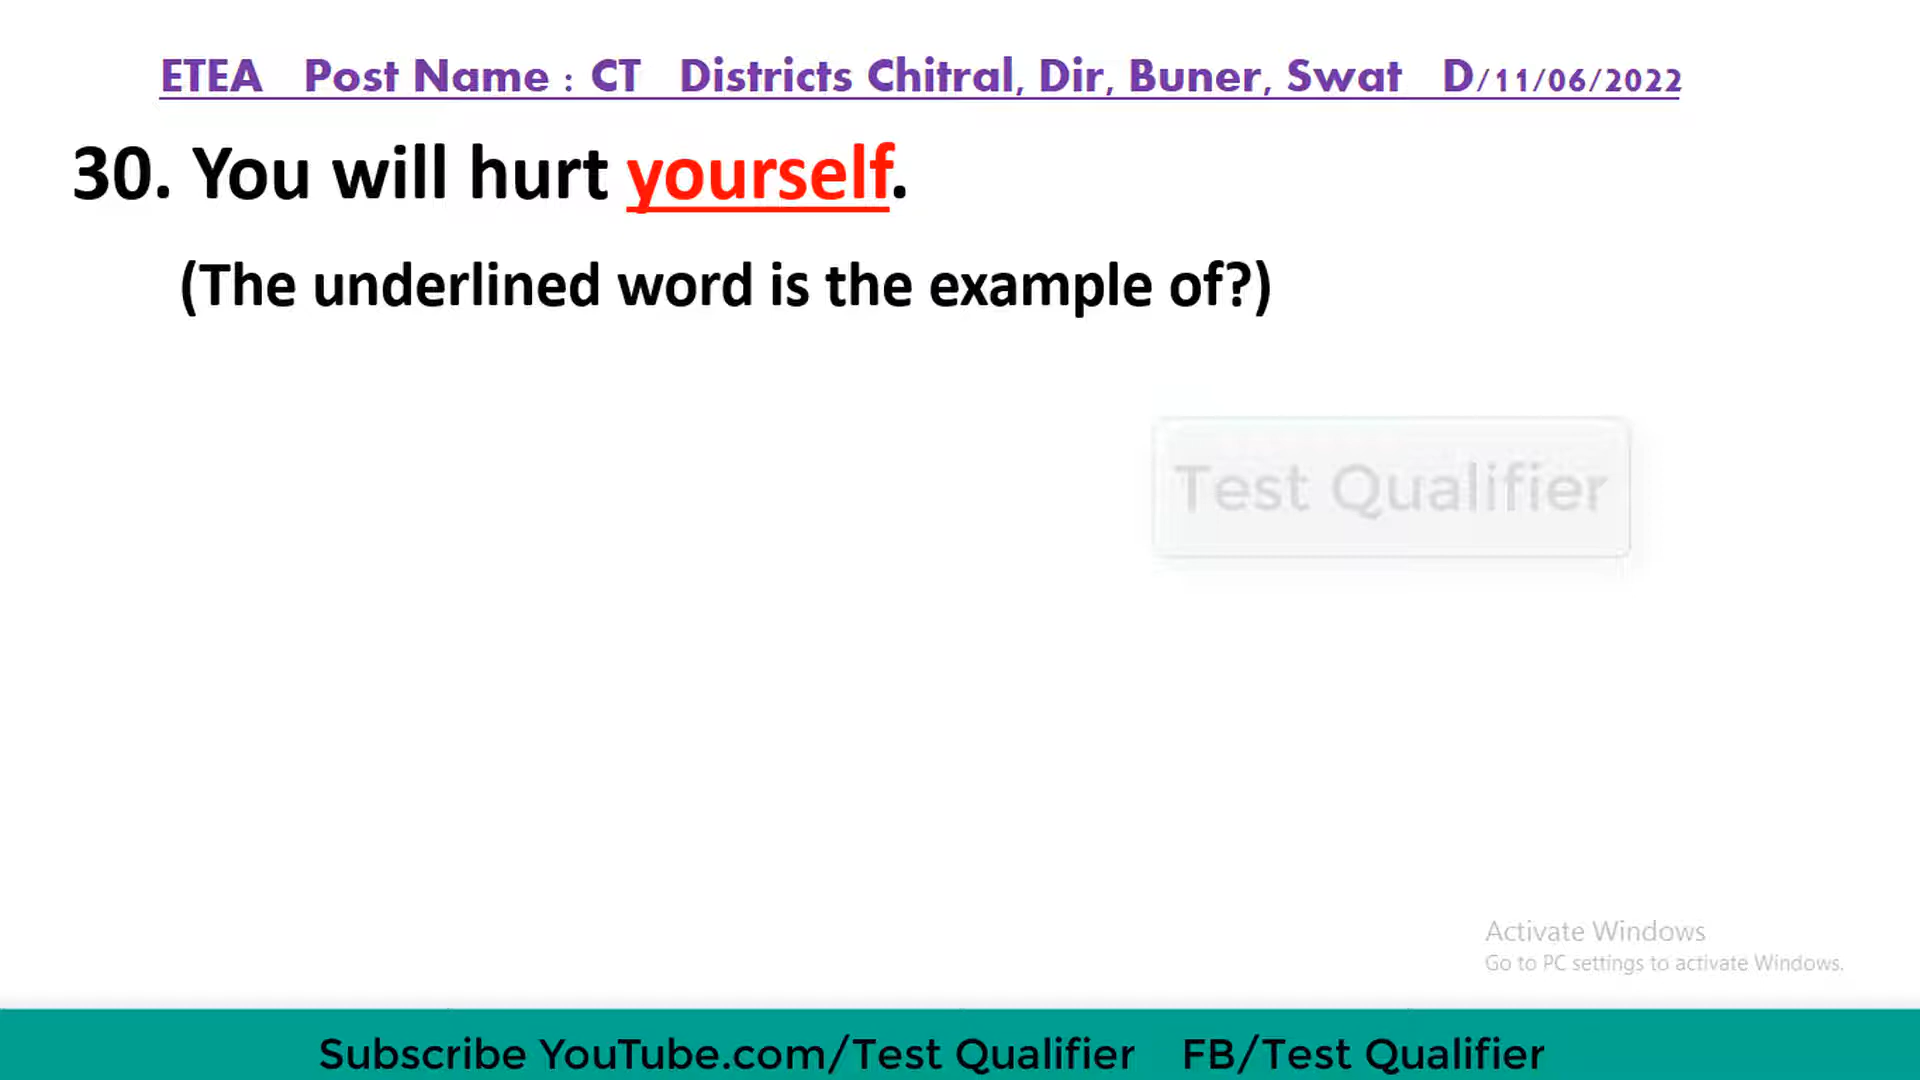 ETEA Post Name : CT Districts Chitral, Dir, Buner, Swat D/11/06/2022
30. You will hurt yourself.
(The underlined word is the example of?)
Test Qualifier
Activate Windows
Go to PC settings to activate Windows.
Subscribe YouTube.com/Test Qualifier FB/Test Qualifier